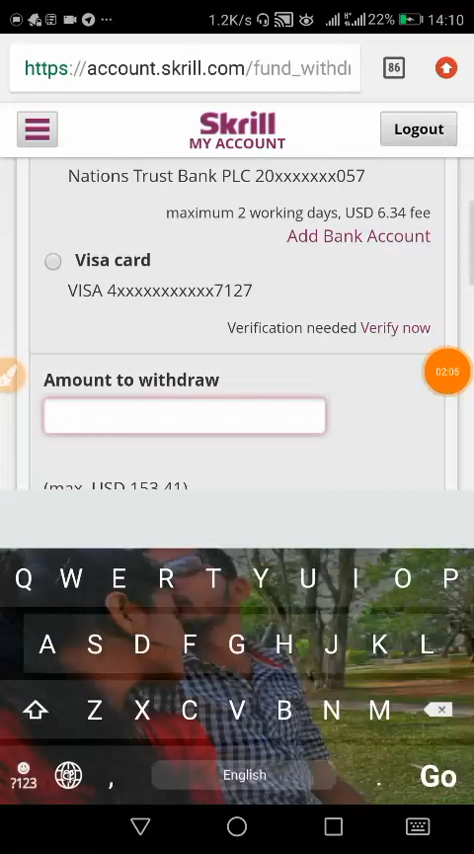 1.2K/s 22% 14:10
https://account.skrill.com/fund_withd
86
Skrill
MY ACCOUNT
Logout
Nations Trust Bank PLC 20xxxxxxx057
maximum 2 working days, USD 6.34 fee
Add Bank Account
Visa card
VISA 4xxxxxxxxxxx7127
Verification needed Verify now
02:05
Amount to withdraw
(max. USD 153.41)
Q W E R T Y U I O P
A S D F G H J K L
Z X C V B N M
?123 , English . Go